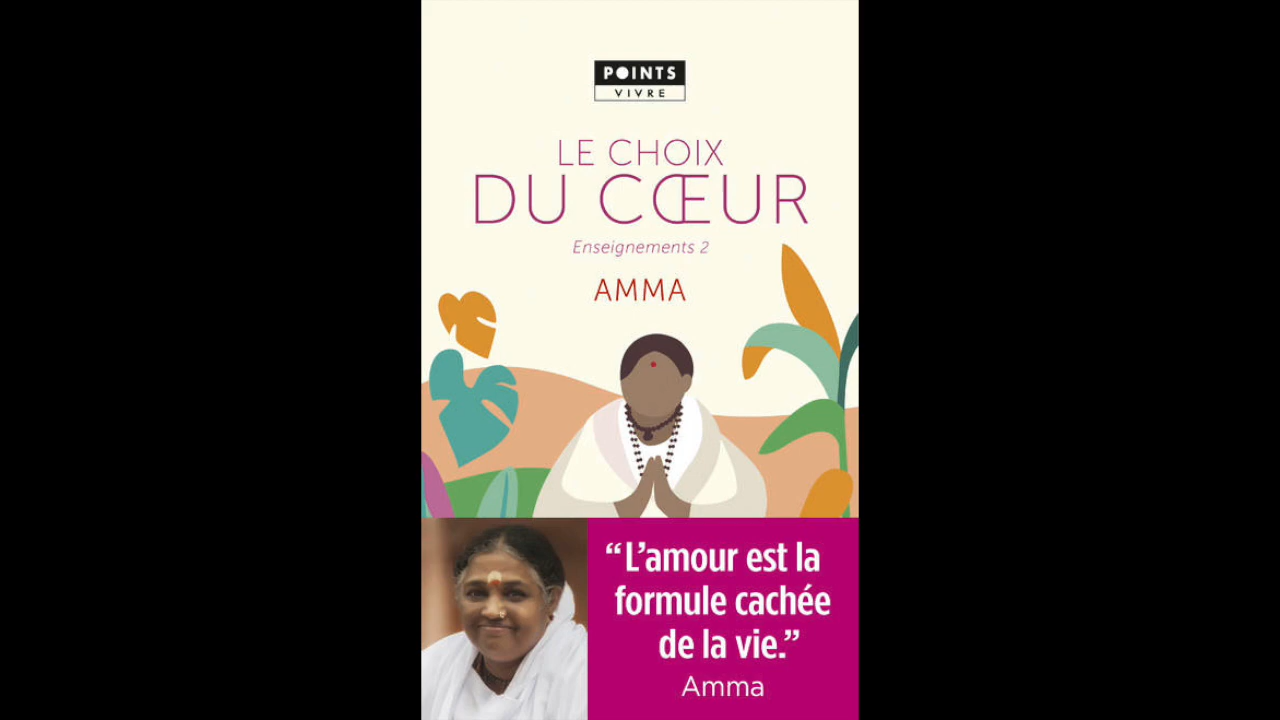 POINTS
VIVRE
LE CHOIX
DU CŒUR
Enseignements 2
AMMA
“L’amour est la
formule cachée
de la vie.”
Amma